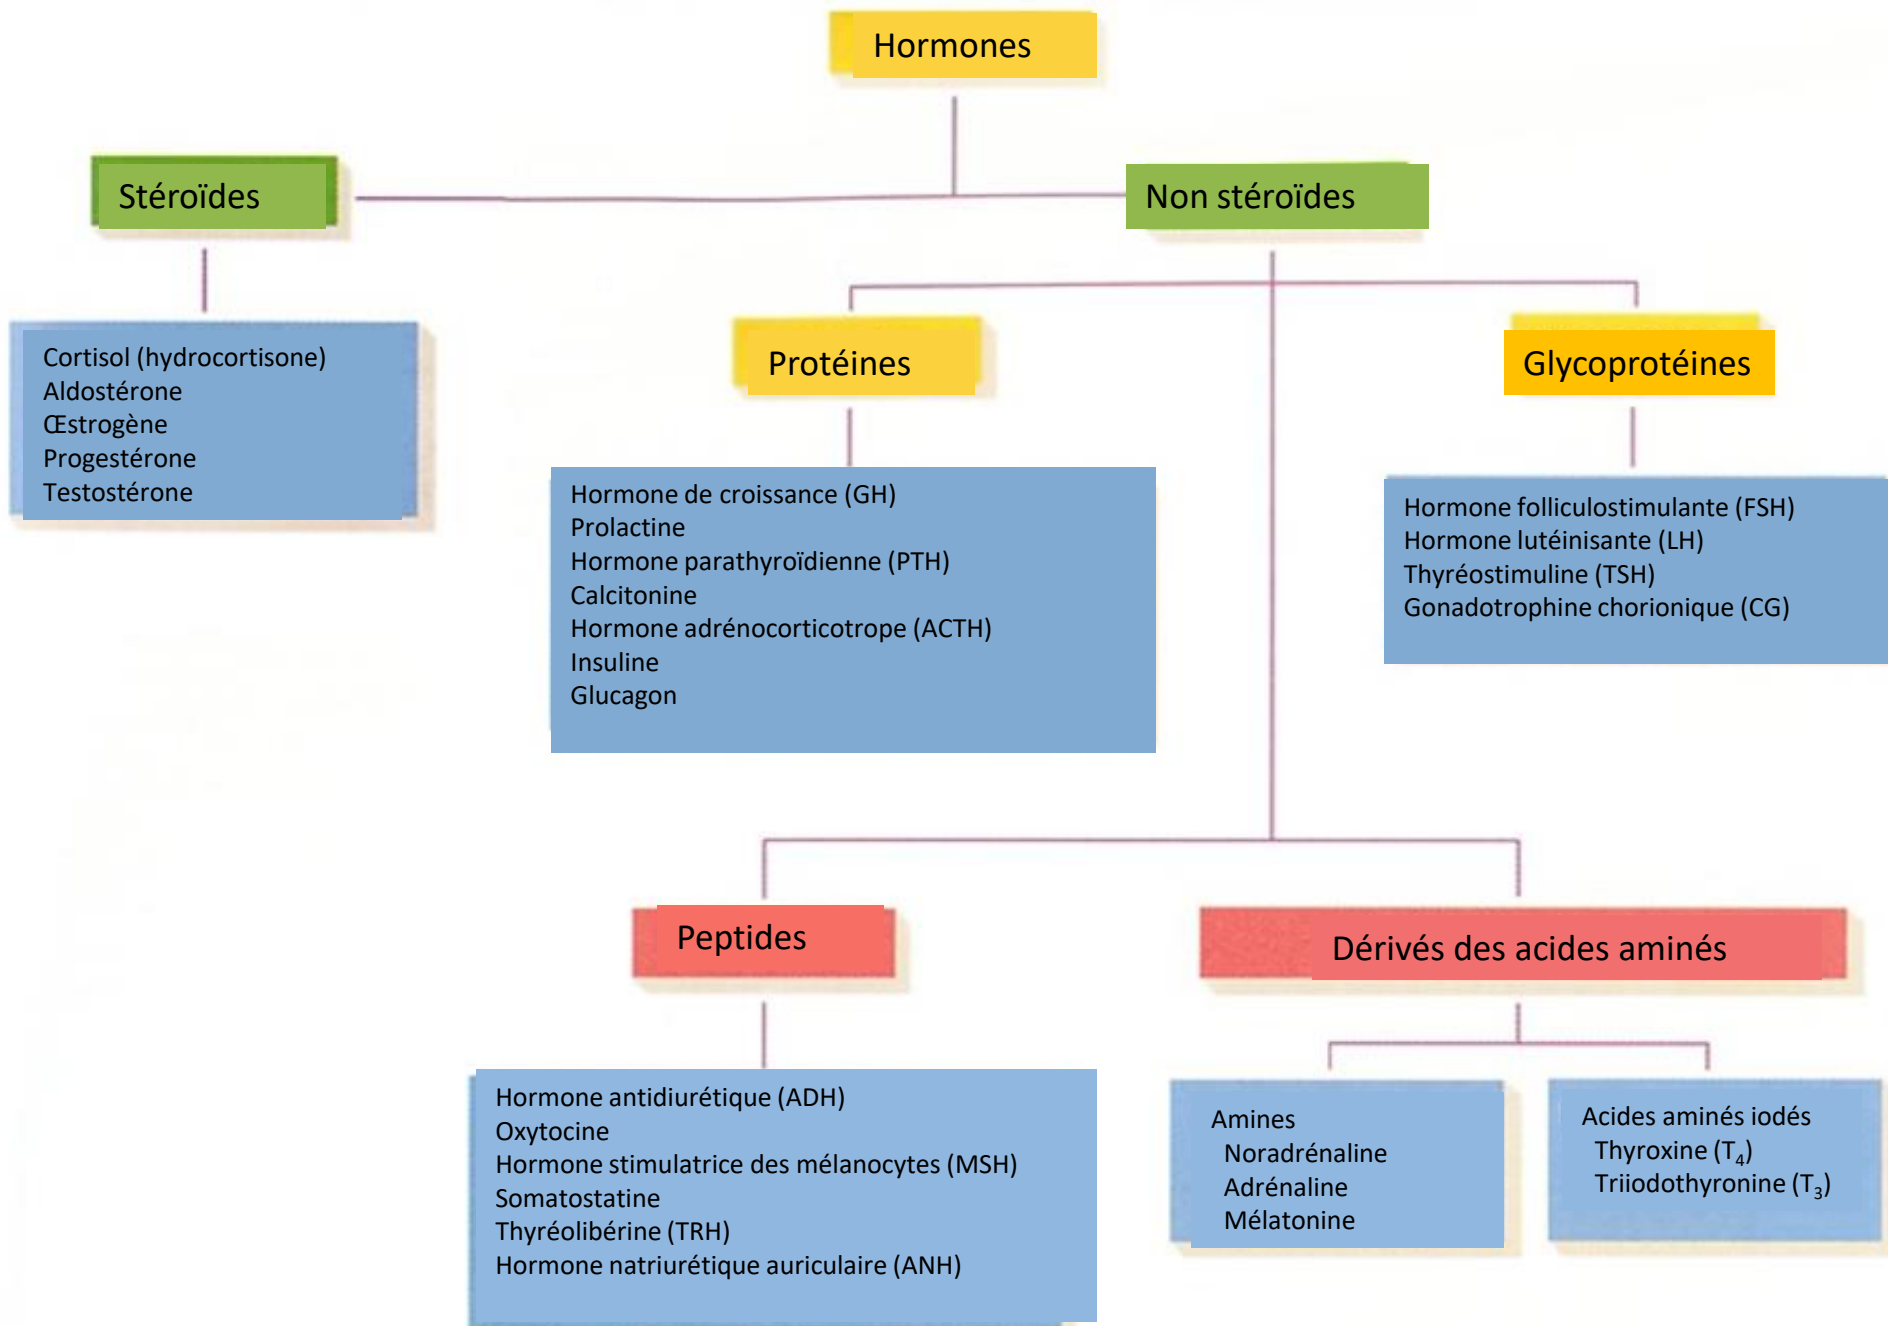 Hormones
Stéroïdes
Non stéroïdes
Cortisol (hydrocortisone)
Aldostérone
Œstrogène
Progestérone
Testostérone
Protéines
Glycoprotéines
Hormone de croissance (GH)
Prolactine
Hormone parathyroïdienne (PTH)
Calcitonine
Hormone adrénocorticotrope (ACTH)
Insuline
Glucagon
Hormone folliculostimulante (FSH)
Hormone lutéinisante (LH)
Thyréostimuline (TSH)
Gonadotrophine chorionique (CG)
Peptides
Dérivés des acides aminés
Hormone antidiurétique (ADH)
Oxytocine
Hormone stimulatrice des mélanocytes (MSH)
Somatostatine
Thyréolibérine (TRH)
Hormone natriurétique auriculaire (ANH)
Amines
Noradrénaline
Adrénaline
Mélatonine
Acides aminés iodés
Thyroxine (T₄)
Triiodothyronine (T₃)